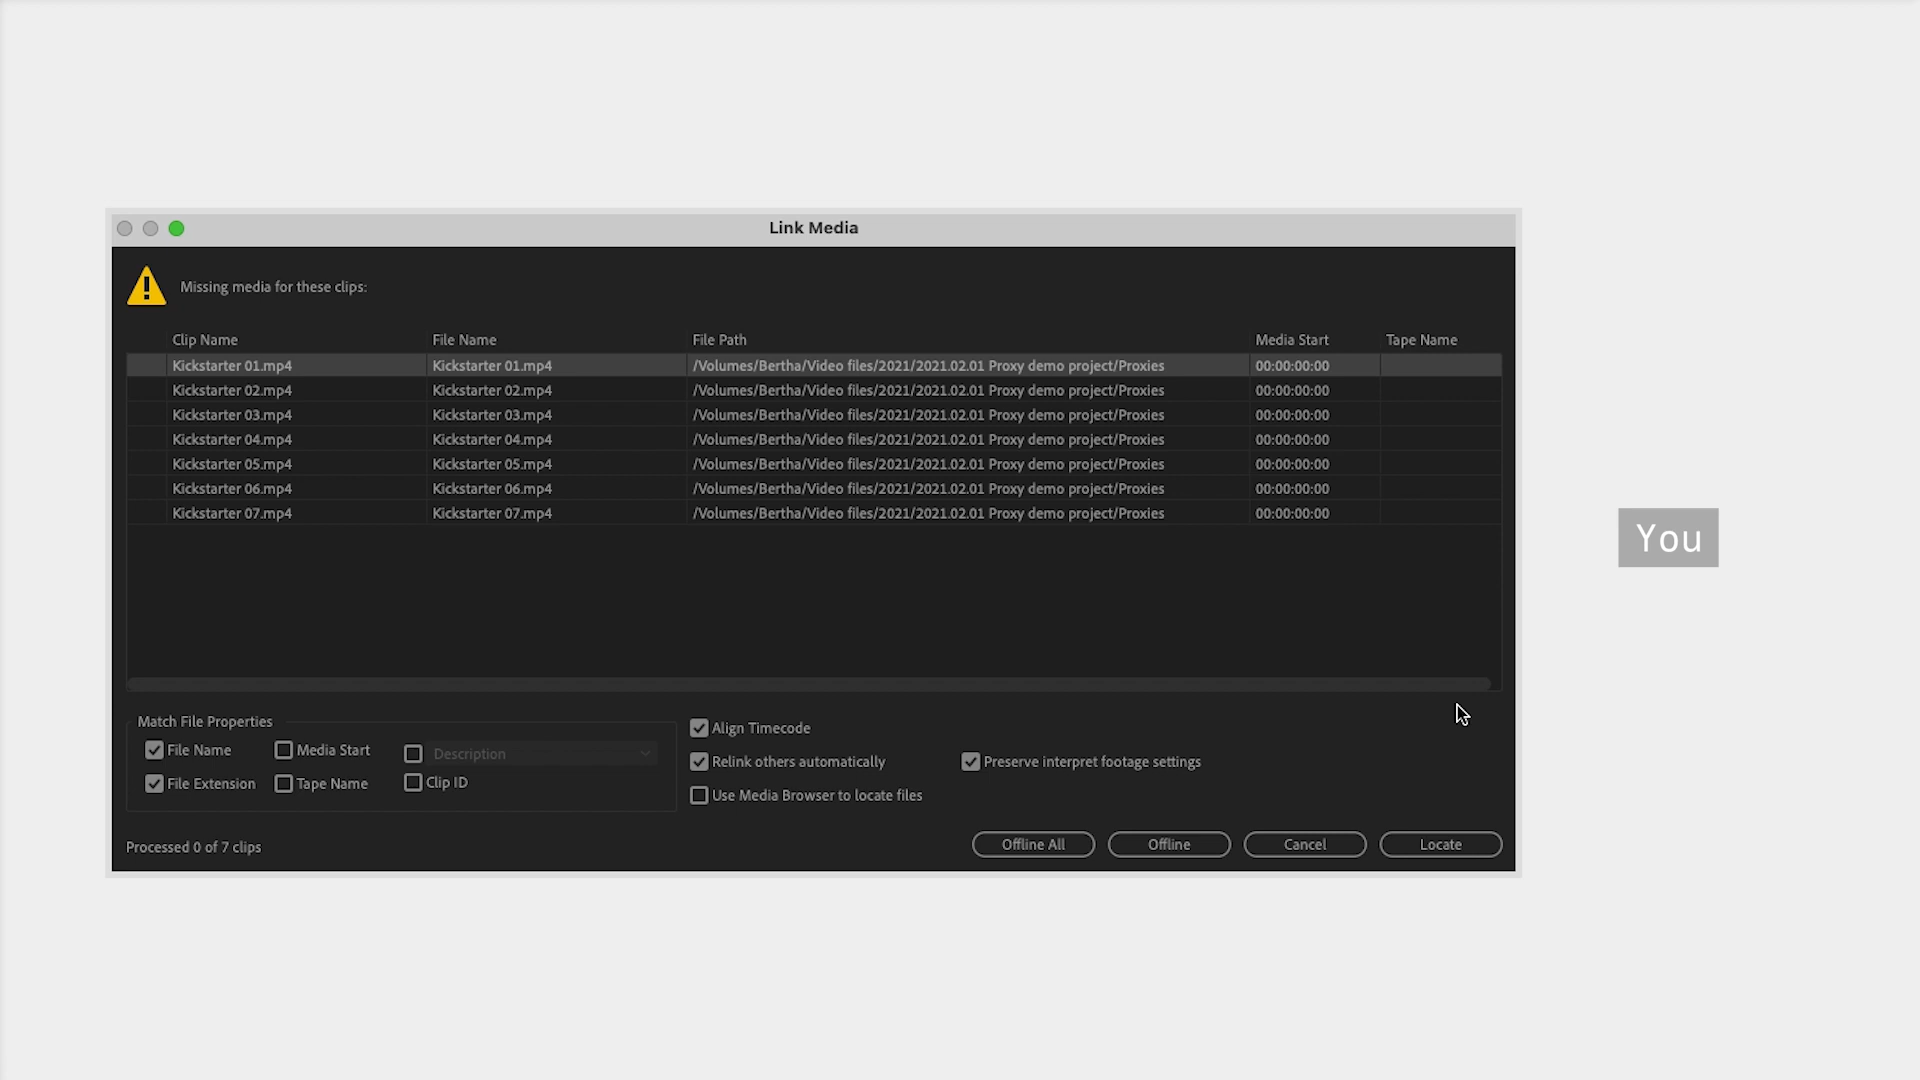 Link Media
Missing media for these clips:
Clip Name File Name File Path Media Start Tape Name
Kickstarter 01.mp4 Kickstarter 01.mp4 /Volumes/Bertha/Video files/2021/2021.02.01 Proxy demo project/Proxies 00:00:00:00
Kickstarter 02.mp4 Kickstarter 02.mp4 /Volumes/Bertha/Video files/2021/2021.02.01 Proxy demo project/Proxies 00:00:00:00
Kickstarter 03.mp4 Kickstarter 03.mp4 /Volumes/Bertha/Video files/2021/2021.02.01 Proxy demo project/Proxies 00:00:00:00
Kickstarter 04.mp4 Kickstarter 04.mp4 /Volumes/Bertha/Video files/2021/2021.02.01 Proxy demo project/Proxies 00:00:00:00
Kickstarter 05.mp4 Kickstarter 05.mp4 /Volumes/Bertha/Video files/2021/2021.02.01 Proxy demo project/Proxies 00:00:00:00
Kickstarter 06.mp4 Kickstarter 06.mp4 /Volumes/Bertha/Video files/2021/2021.02.01 Proxy demo project/Proxies 00:00:00:00
Kickstarter 07.mp4 Kickstarter 07.mp4 /Volumes/Bertha/Video files/2021/2021.02.01 Proxy demo project/Proxies 00:00:00:00
You
Match File Properties
File Name Media Start Description
File Extension Tape Name Clip ID
Align Timecode
Relink others automatically Preserve interpret footage settings
Use Media Browser to locate files
Processed 0 of 7 clips
Offline All Offline Cancel Locate